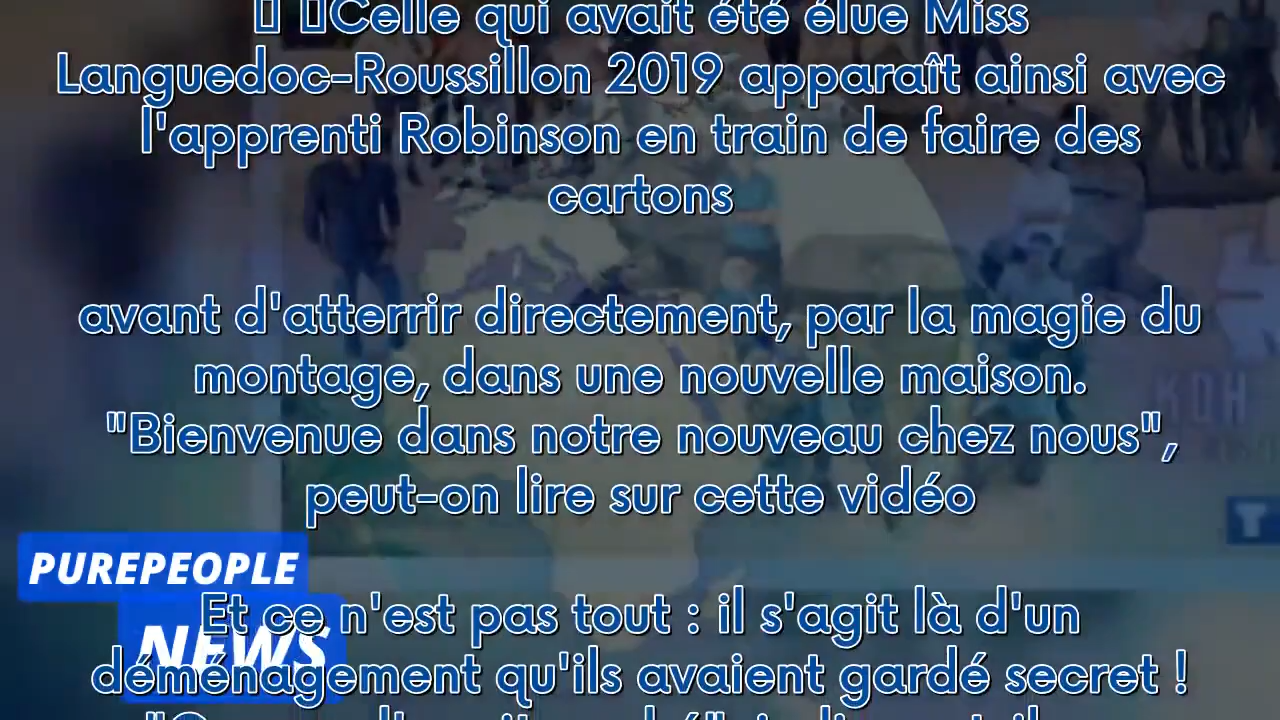 Celle qui avait été élue Miss
Languedoc-Roussillon 2019 apparaît ainsi avec
l'apprenti Robinson en train de faire des
cartons
avant d'atterrir directement, par la magie du
montage, dans une nouvelle maison.
"Bienvenue dans notre nouveau chez nous",
peut-on lire sur cette vidéo
KOH
PUREPEOPLE
NEWS
Et ce n'est pas tout : il s'agit là d'un
déménagement qu'ils avaient gardé secret !